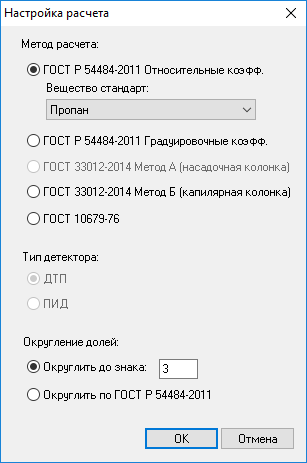 Настройка расчета
Метод расчета:
ГОСТ Р 54484-2011 Относительные коэфф.
Вещество стандарт:
Пропан
ГОСТ Р 54484-2011 Градуировочные коэфф.
ГОСТ 33012-2014 Метод А (насадочная колонка)
ГОСТ 33012-2014 Метод Б (капилярная колонка)
ГОСТ 10679-76
Тип детектора:
ДТП
ПИД
Округление долей:
Округлить до знака: 3
Округлить по ГОСТ Р 54484-2011
OK Отмена